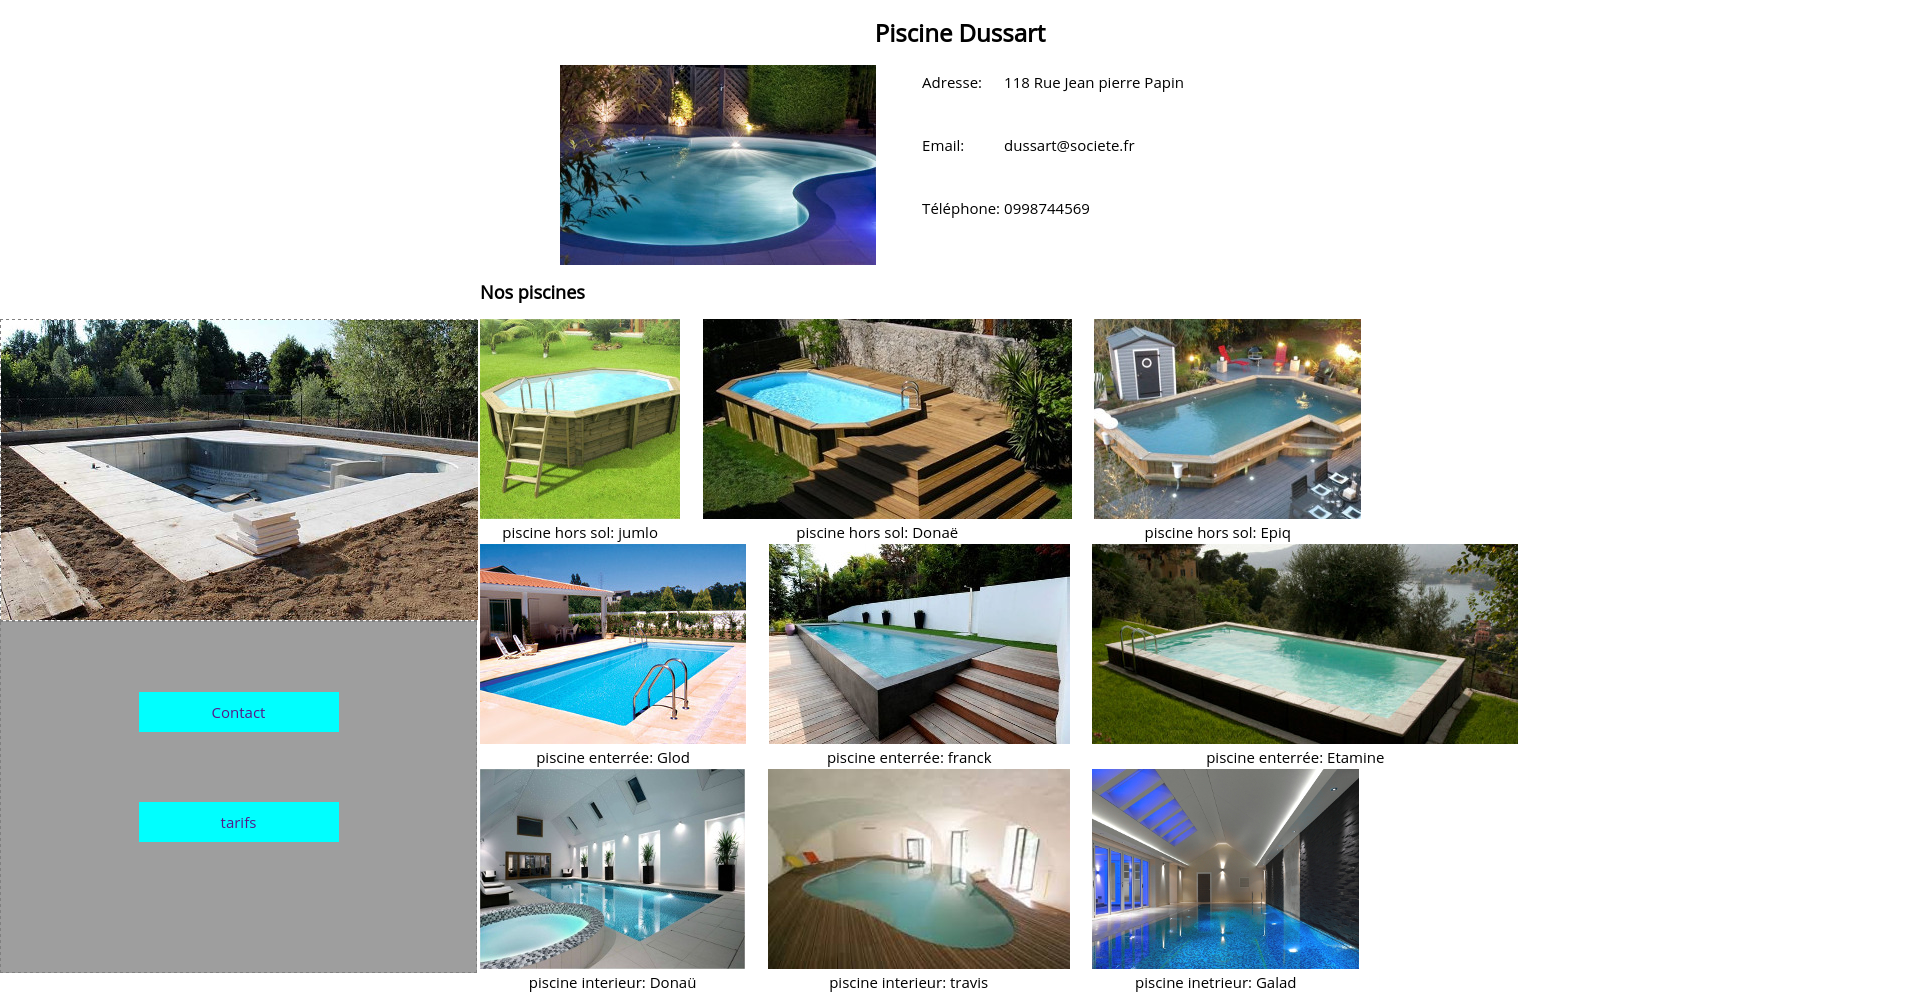 Piscine Dussart
Adresse: 118 Rue Jean pierre Papin
Email: dussart@societe.fr
Téléphone: 0998744569
Nos piscines
piscine hors sol: jumlo
piscine hors sol: Donaë
piscine hors sol: Epiq
Contact
piscine enterrée: Glod
piscine enterrée: franck
piscine enterrée: Etamine
tarifs
piscine interieur: Donaü
piscine interieur: travis
piscine inetrieur: Galad